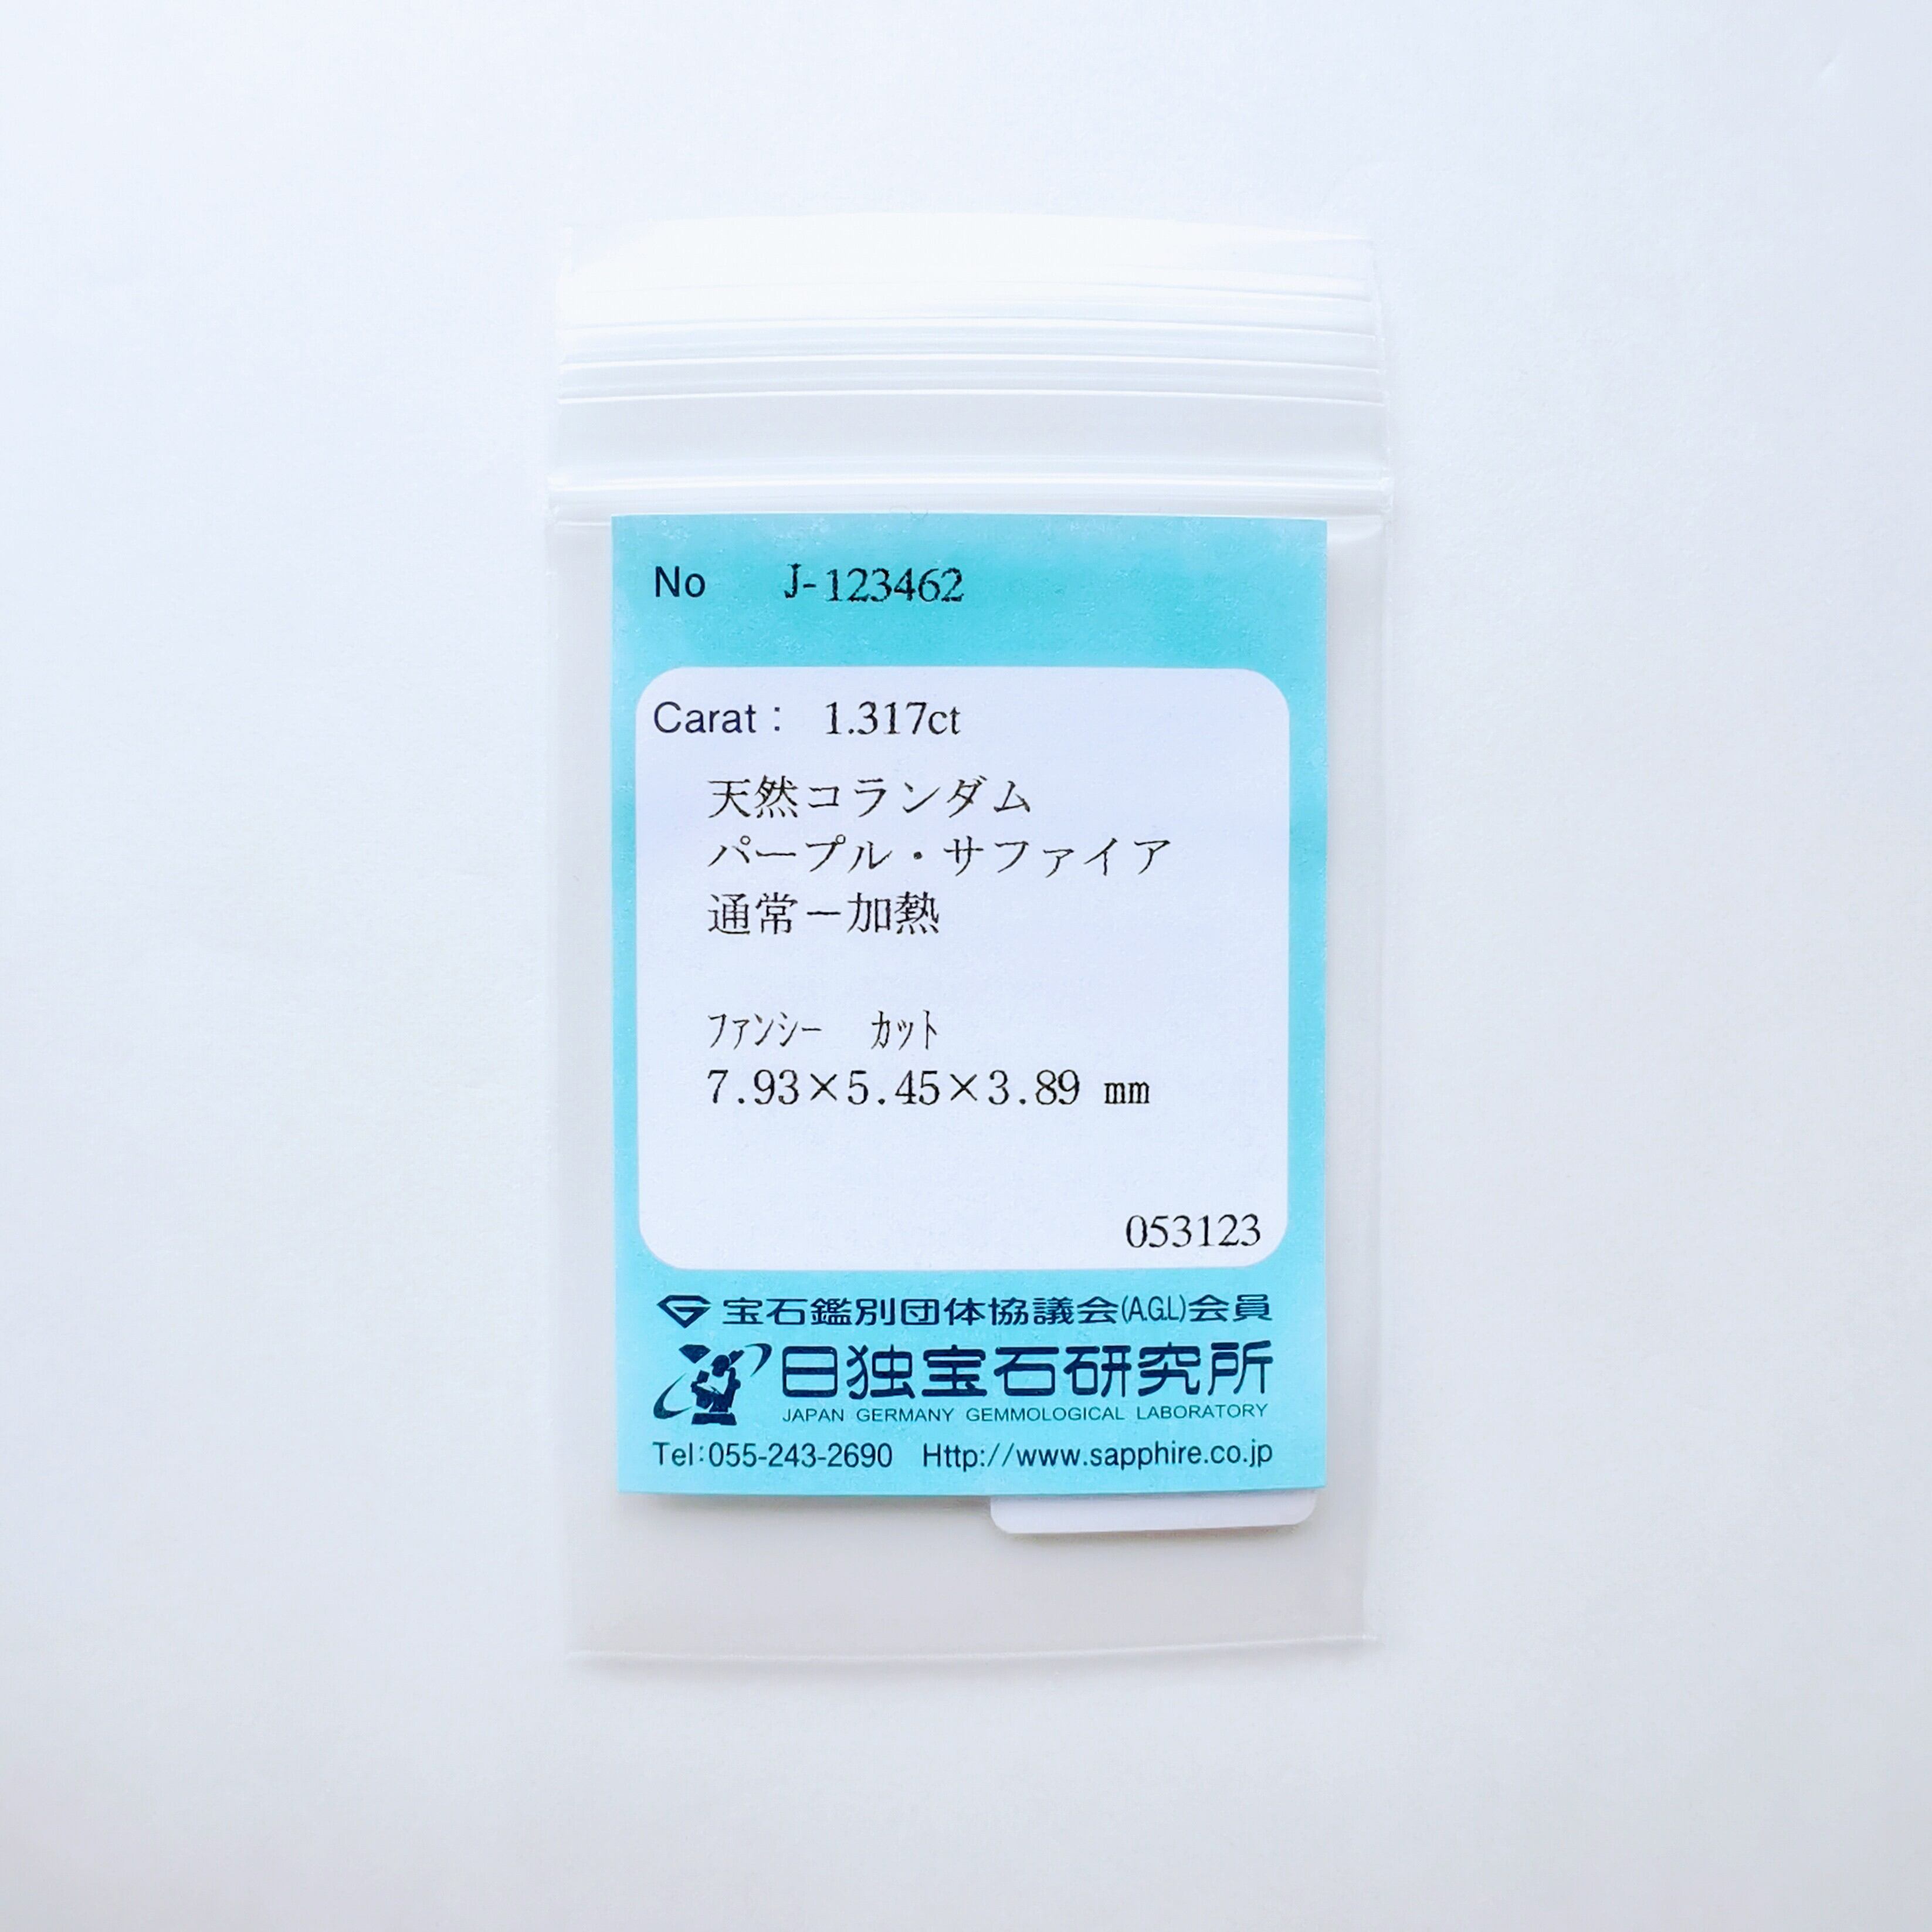 No J-123462
Carat： 1.317ct
天然コランダム
パープル・サファイア
通常－加熱
ﾌｧﾝｼｰ ｶｯﾄ
7.93×5.45×3.89 mm
053123
宝石鑑別団体協議会(A.G.L)会員
日独宝石研究所
JAPAN GERMANY GEMMOLOGICAL LABORATORY
Tel:055-243-2690 Http://www.sapphire.co.jp